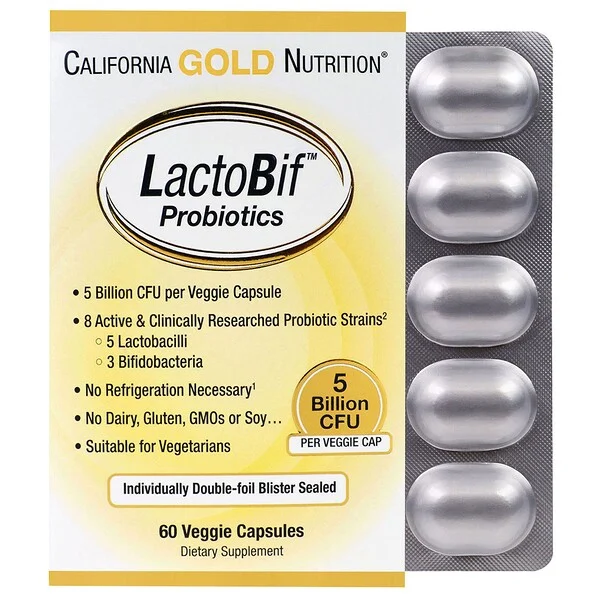 CALIFORNIA GOLD NUTRITION®
LactoBif™
Probiotics
• 5 Billion CFU per Veggie Capsule
• 8 Active & Clinically Researched Probiotic Strains²
○ 5 Lactobacilli
○ 3 Bifidobacteria
• No Refrigeration Necessary¹
• No Dairy, Gluten, GMOs or Soy…
• Suitable for Vegetarians
5
Billion
CFU
PER VEGGIE CAP
Individually Double-foil Blister Sealed
60 Veggie Capsules
Dietary Supplement